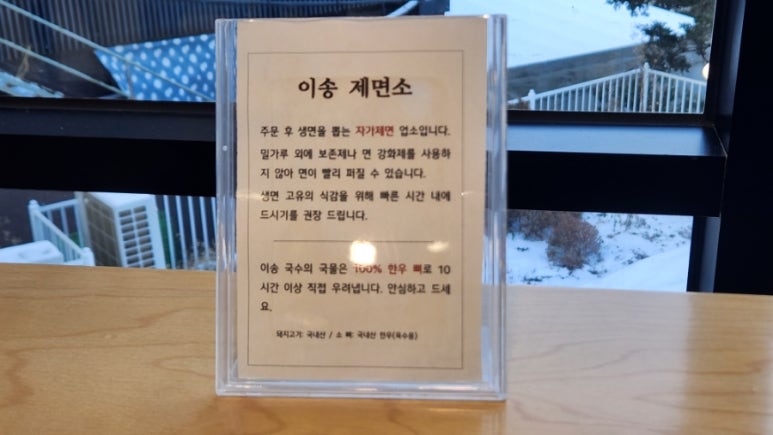 이송 제면소
주문 후 생면을 뽑는 자가제면 업소입니다.
밀가루 외에 보존제나 면 강화제를 사용하
지 않아 면이 빨리 퍼질 수 있습니다.
생면 고유의 식감을 위해 빠른 시간 내에
드시기를 권장 드립니다.
이송 국수의 국물은 100% 한우 뼈로 10
시간 이상 직접 우려냅니다. 안심하고 드세
요.
돼지고기: 국내산 / 소 뼈: 국내산 한우(육수용)